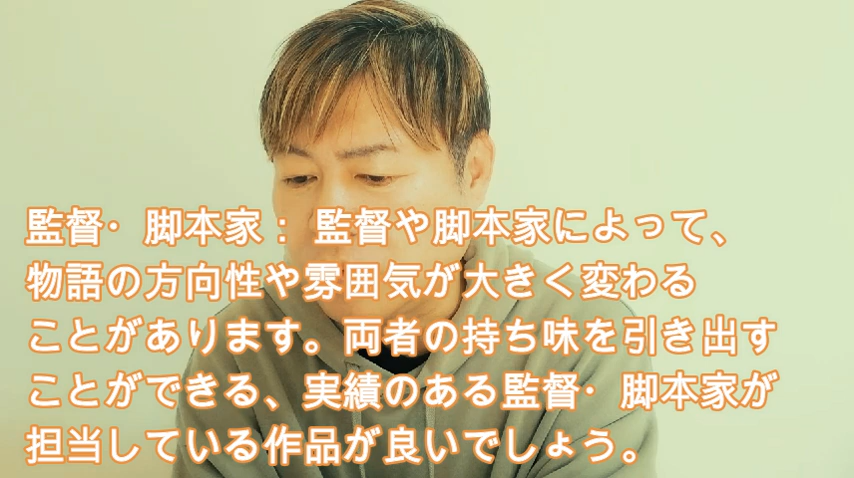 監督・脚本家：監督や脚本家によって、
物語の方向性や雰囲気が大きく変わる
ことがあります。両者の持ち味を引き出す
ことができる、実績のある監督・脚本家が
担当している作品が良いでしょう。